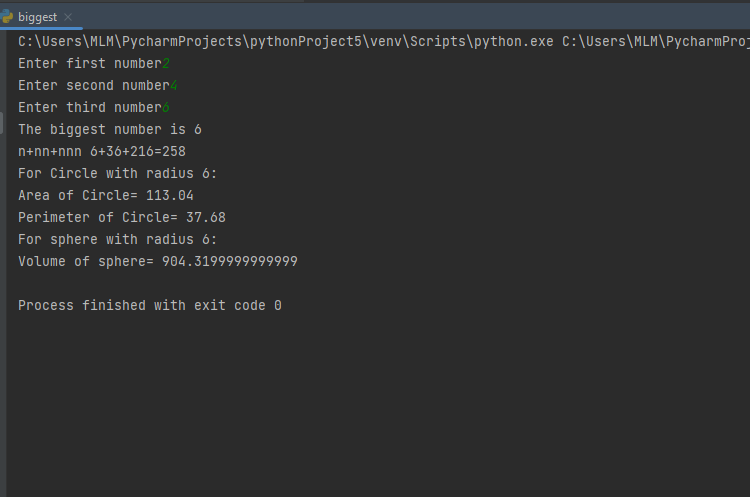 biggest
C:\Users\MLM\PycharmProjects\pythonProject5\venv\Scripts\python.exe C:\Users\MLM\PycharmProj
Enter first number2
Enter second number4
Enter third number6
The biggest number is 6
n+nn+nnn 6+36+216=258
For Circle with radius 6:
Area of Circle= 113.04
Perimeter of Circle= 37.68
For sphere with radius 6:
Volume of sphere= 904.3199999999999
Process finished with exit code 0